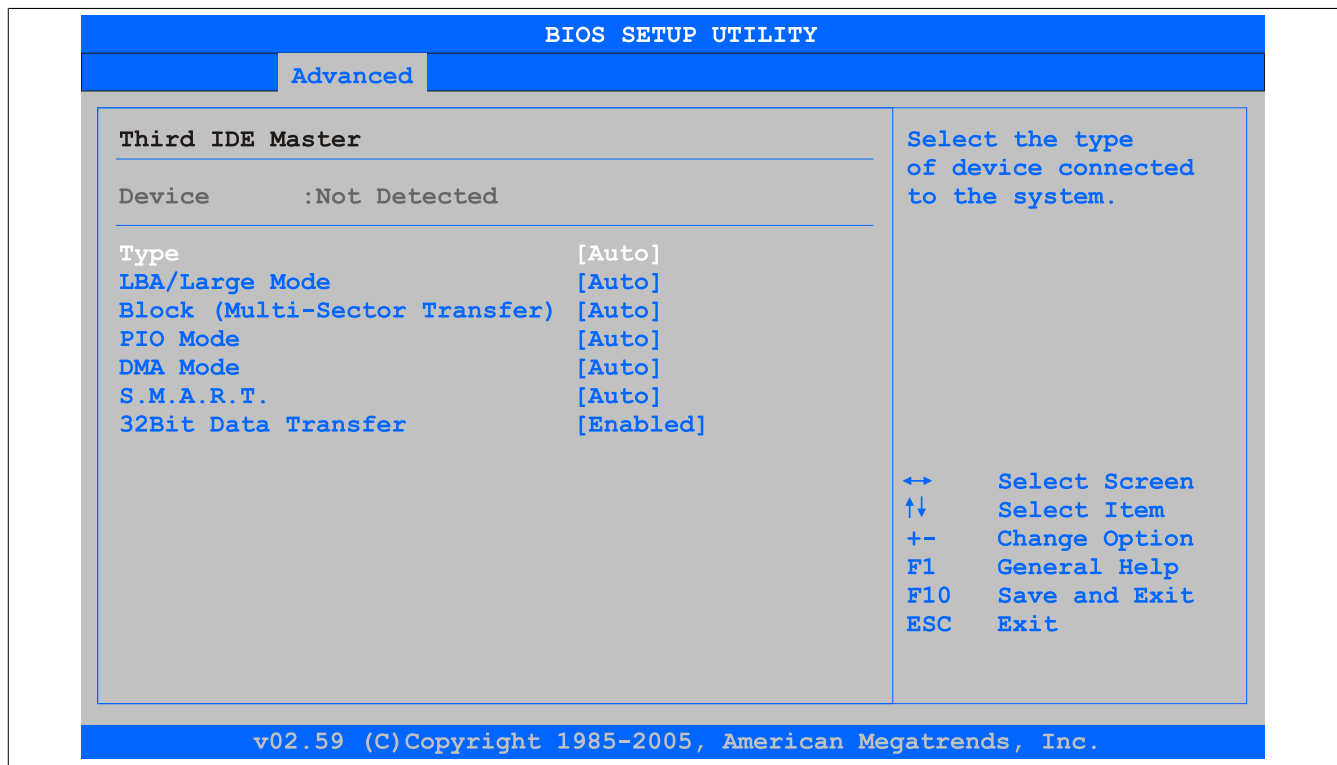 BIOS SETUP UTILITY
Advanced
Third IDE Master
Device :Not Detected
Type [Auto]
LBA/Large Mode [Auto]
Block (Multi-Sector Transfer) [Auto]
PIO Mode [Auto]
DMA Mode [Auto]
S.M.A.R.T. [Auto]
32Bit Data Transfer [Enabled]
Select the type
of device connected
to the system.
←→ Select Screen
↑↓ Select Item
+- Change Option
F1 General Help
F10 Save and Exit
ESC Exit
v02.59 (C)Copyright 1985-2005, American Megatrends, Inc.